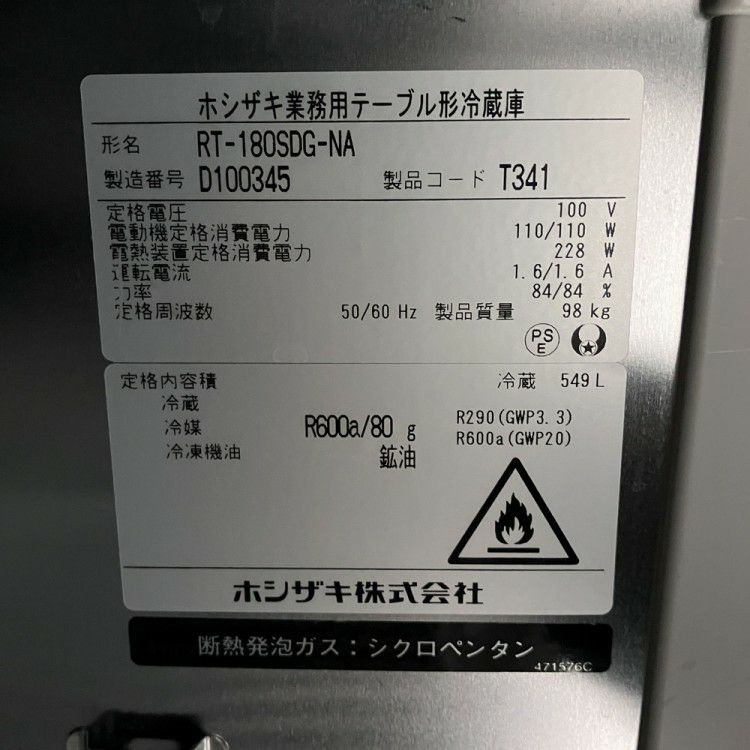 ホシザキ業務用テーブル形冷蔵庫
形名 RT-180SDG-NA
製造番号 D100345 製品コード T341
定格電圧 100 V
電動機定格消費電力 110/110 W
電熱装置定格消費電力 228 W
運転電流 1.6/1.6 A
力率 84/84 %
定格周波数 50/60 Hz 製品質量 98 kg
PS
E
定格内容積 冷蔵 549 L
冷蔵
冷媒 R600a/80 g R290(GWP3.3)
R600a(GWP20)
冷凍機油 鉱油
ホシザキ株式会社
断熱発泡ガス：シクロペンタン
471576C